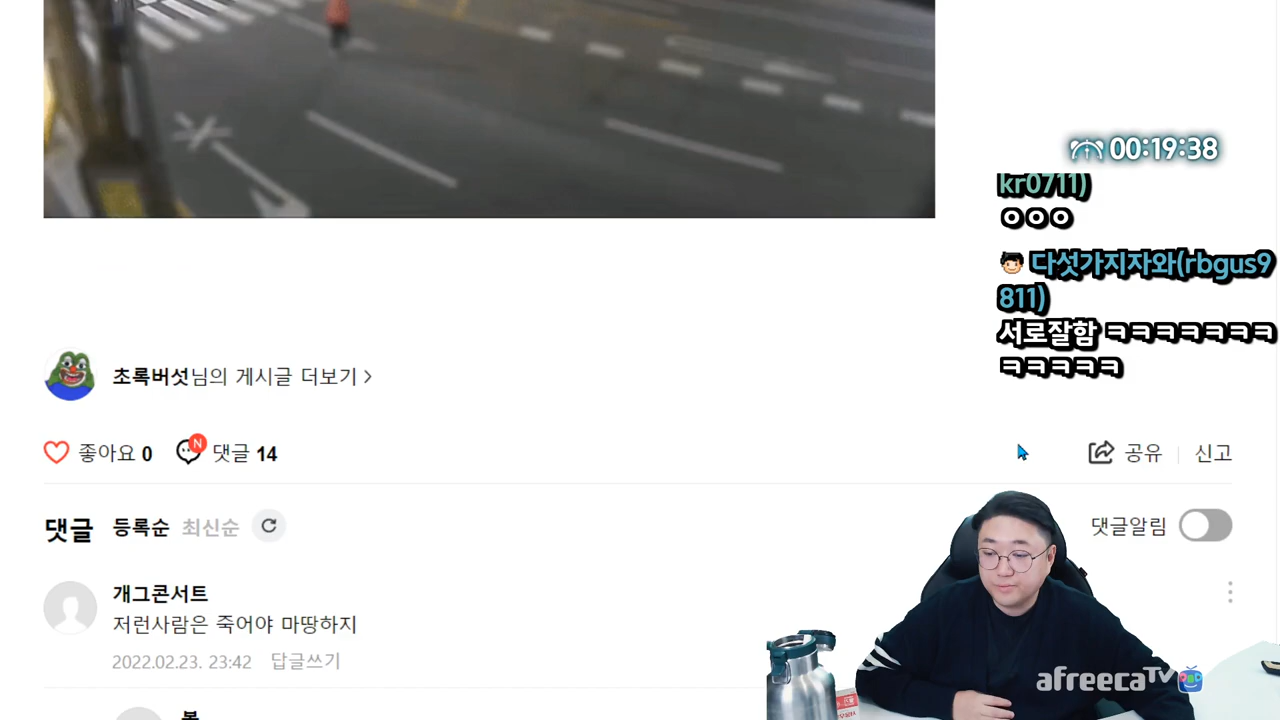 00:19:38
kr0711)
ㅇㅇㅇ
다섯가지자와(rbgus9
811)
서로잘함 ㅋㅋㅋㅋㅋㅋㅋ
ㅋㅋㅋㅋㅋ
초록버섯님의 게시글 더보기 >
좋아요 0 N 댓글 14
공유 신고
댓글 등록순 최신순
댓글알림
개그콘서트
저런사람은 죽어야 마땅하지
2022.02.23. 23:42 답글쓰기
afreecaTV